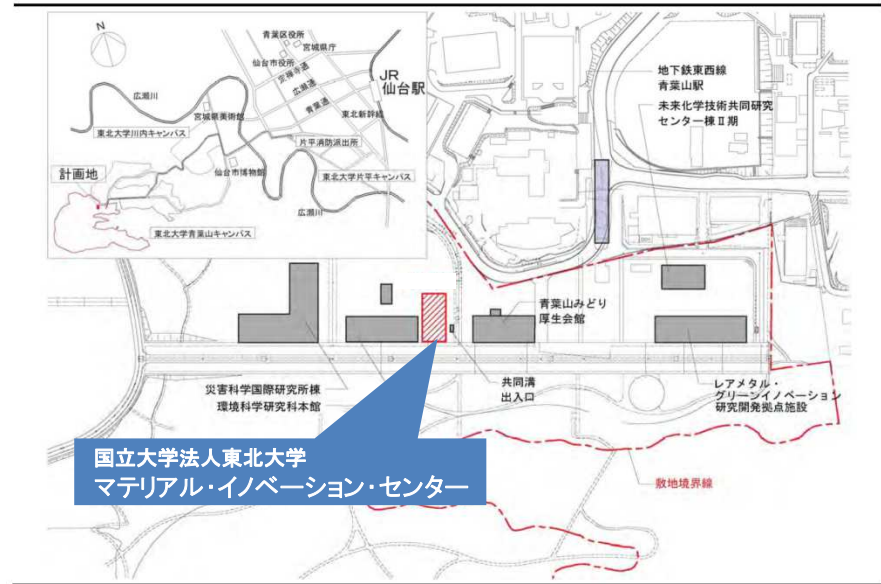 青葉区役所
宮城県庁
仙台市役所
定禅寺通
広瀬通
青葉通
JR
仙台駅
東北新幹線
広瀬川
宮城県美術館
東北大学川内キャンパス
片平消防派出所
仙台市博物館
東北大学片平キャンパス
計画地
広瀬川
東北大学青葉山キャンパス
地下鉄東西線
青葉山駅
未来化学技術共同研究
センター棟Ⅱ期
青葉山みどり
厚生会館
災害科学国際研究所棟
環境科学研究科本館
共同溝
出入口
レアメタル・
グリーンイノベーション
研究開発拠点施設
国立大学法人東北大学
マテリアル・イノベーション・センター
敷地境界線